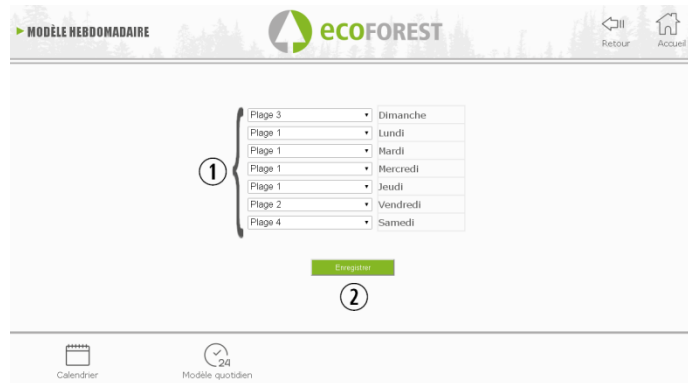 MODÈLE HEBDOMADAIRE
ecoFOREST
Retour
Accueil
1
Plage 3 Dimanche
Plage 1 Lundi
Plage 1 Mardi
Plage 1 Mercredi
Plage 1 Jeudi
Plage 2 Vendredi
Plage 4 Samedi
Enregistrer
2
Calendrier
24
Modèle quotidien